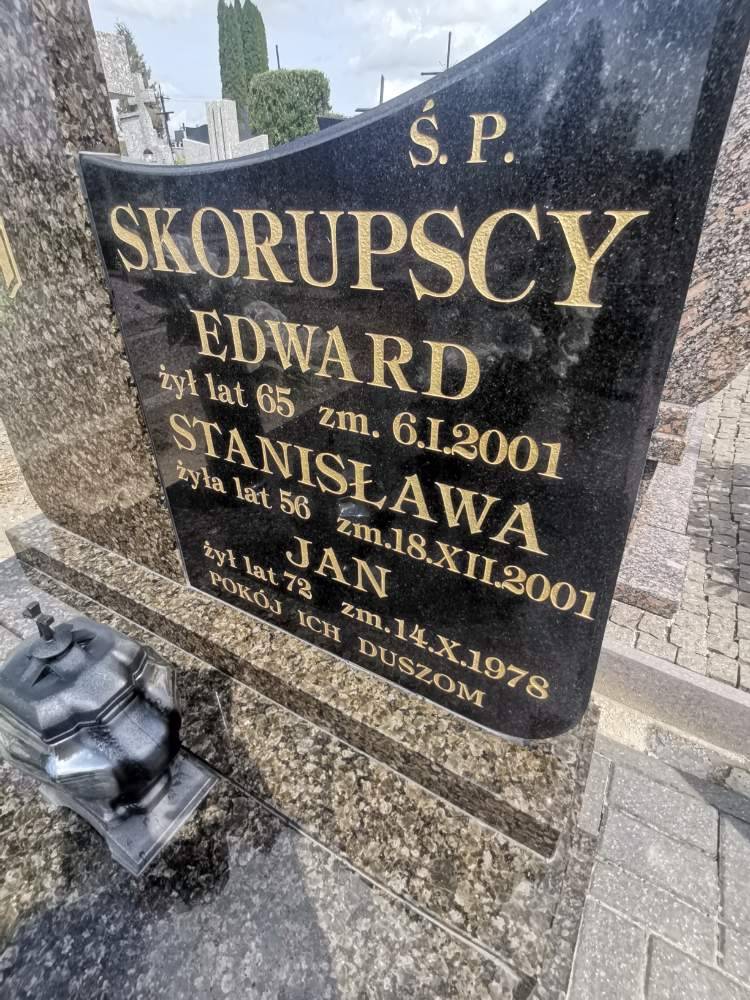 Ś. P.
SKORUPSCY
EDWARD
żył lat 65 zm. 6.I.2001
STANISŁAWA
żyła lat 56 zm.18.XII.2001
JAN
żył lat 72 zm.14.X.1978
POKÓJ ICH DUSZOM